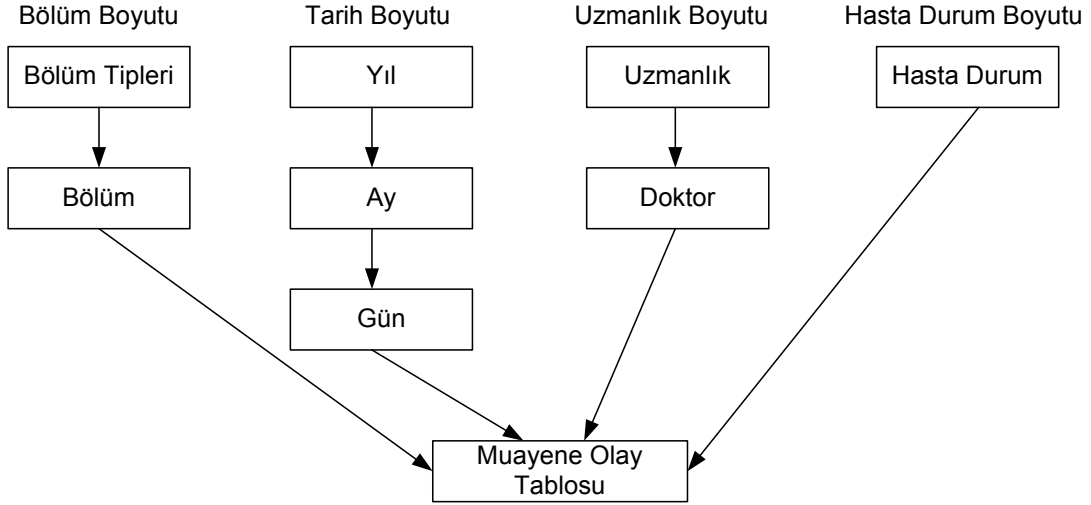 Bölüm Boyutu
Tarih Boyutu
Uzmanlık Boyutu
Hasta Durum Boyutu
Bölüm Tipleri
Yıl
Uzmanlık
Hasta Durum
Bölüm
Ay
Doktor
Gün
Muayene Olay
Tablosu